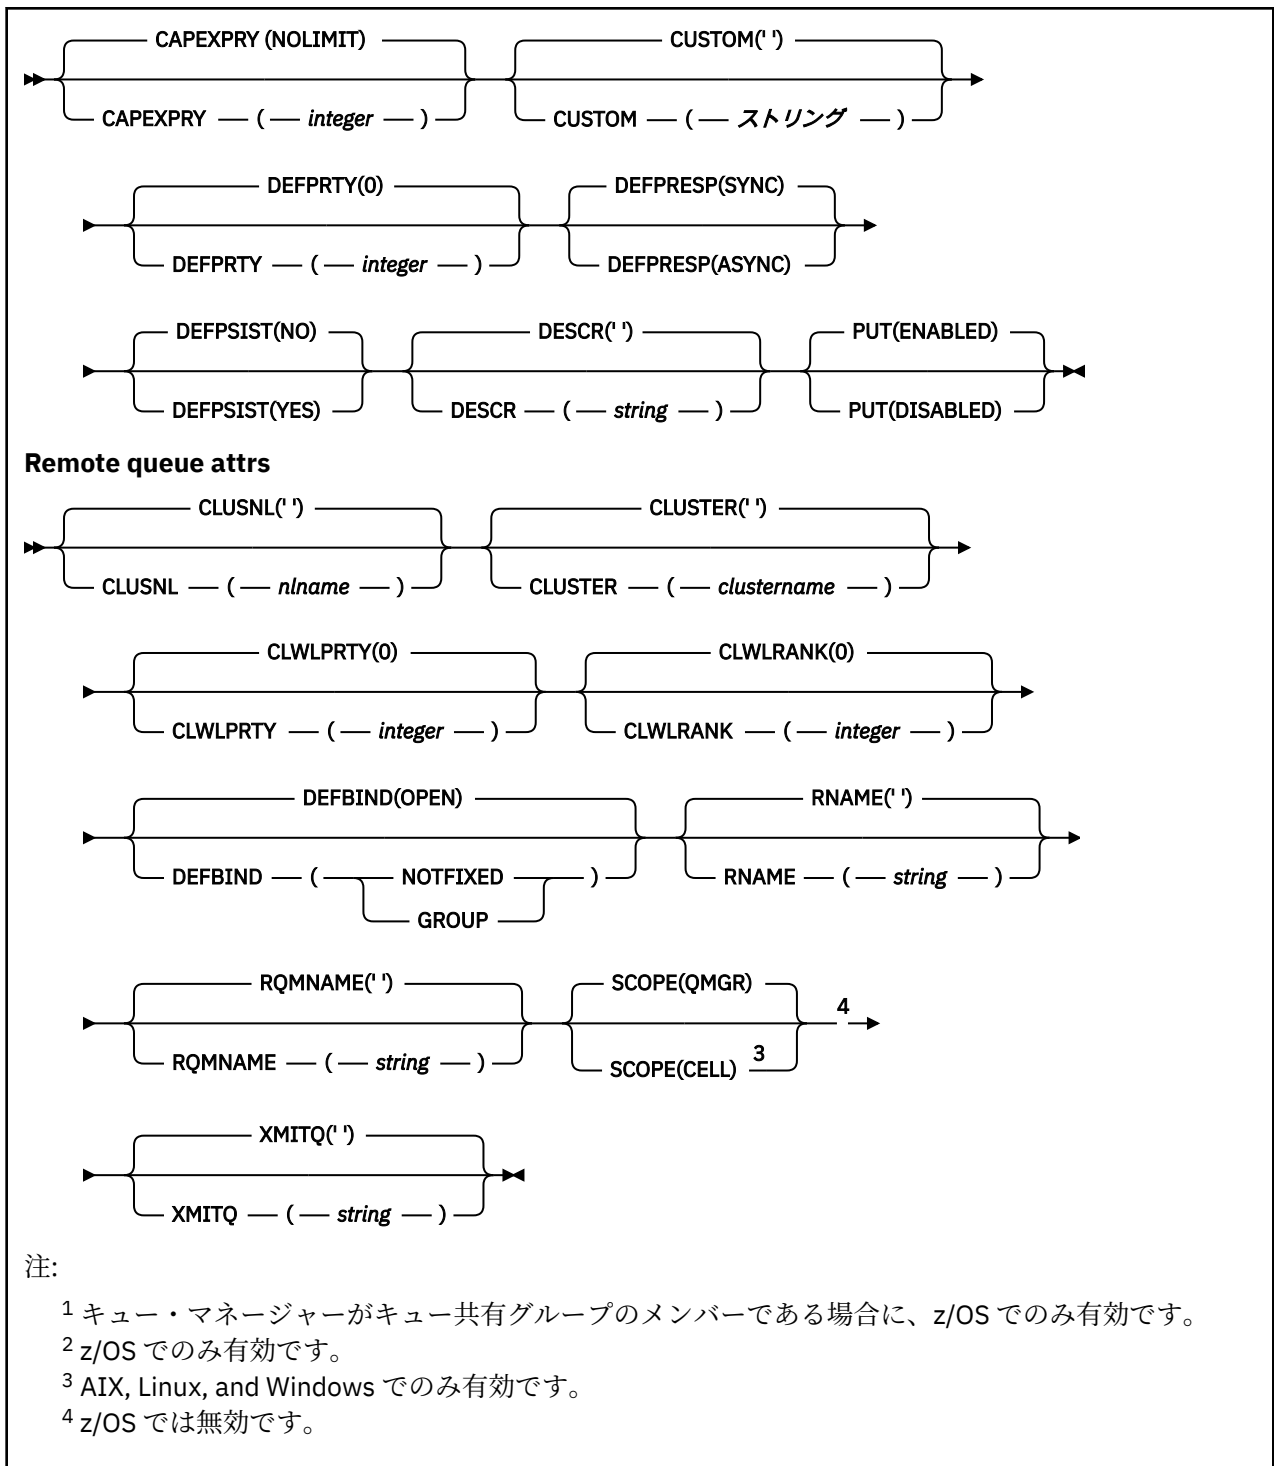 CAPEXPRY (NOLIMIT) CUSTOM(' ')
CAPEXPRY ( integer ) CUSTOM ( ストリング )
DEFPRTY(0) DEFPRESP(SYNC)
DEFPRTY ( integer ) DEFPRESP(ASYNC)
DEFPSIST(NO) DESCR(' ') PUT(ENABLED)
DEFPSIST(YES) DESCR ( string ) PUT(DISABLED)
Remote queue attrs
CLUSNL(' ') CLUSTER(' ')
CLUSNL ( nlname ) CLUSTER ( clustername )
CLWLPRTY(0) CLWLRANK(0)
CLWLPRTY ( integer ) CLWLRANK ( integer )
DEFBIND(OPEN) RNAME(' ')
DEFBIND ( NOTFIXED ) RNAME ( string )
GROUP
RQMNAME(' ') SCOPE(QMGR) 4
RQMNAME ( string ) SCOPE(CELL) 3
XMITQ(' ')
XMITQ ( string )
注:
1 キュー・マネージャーがキュー共有グループのメンバーである場合に、z/OS でのみ有効です。
2 z/OS でのみ有効です。
3 AIX, Linux, and Windows でのみ有効です。
4 z/OS では無効です。